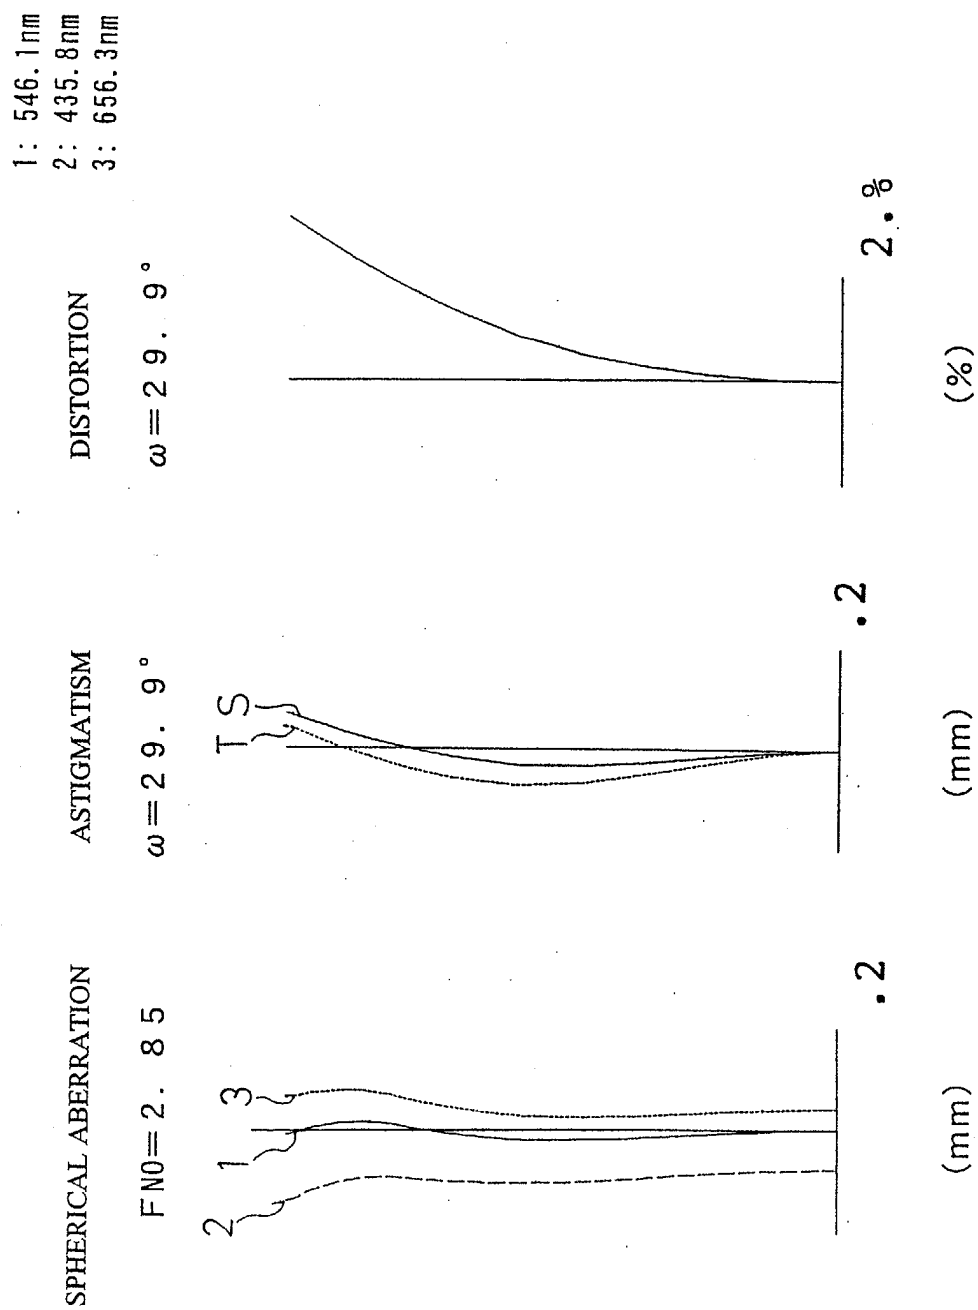 1: 546.1nm
2: 435.8nm
3: 656.3nm
SPHERICAL ABERRATION
FNO=2. 85
2
1
3
.2
(mm)
ASTIGMATISM
ω=29. 9°
T
S
.2
(mm)
DISTORTION
ω=29. 9°
2.%
(%)